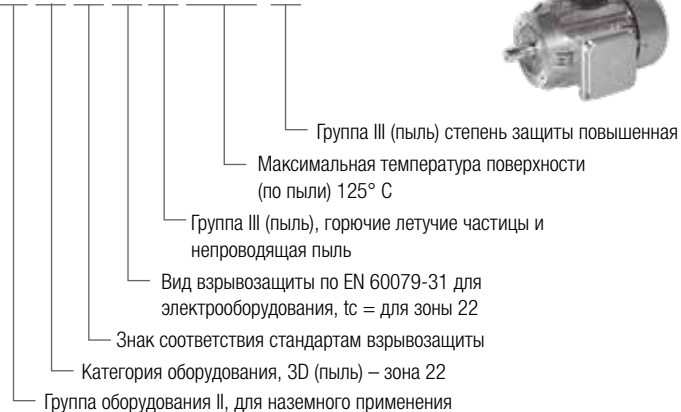 Группа III (пыль) степень защиты повышенная
Максимальная температура поверхности
(по пыли) 125° C
Группа III (пыль), горючие летучие частицы и
непроводящая пыль
Вид взрывозащиты по EN 60079-31 для
электрооборудования, tc = для зоны 22
Знак соответствия стандартам взрывозащиты
Категория оборудования, 3D (пыль) – зона 22
Группа оборудования II, для наземного применения